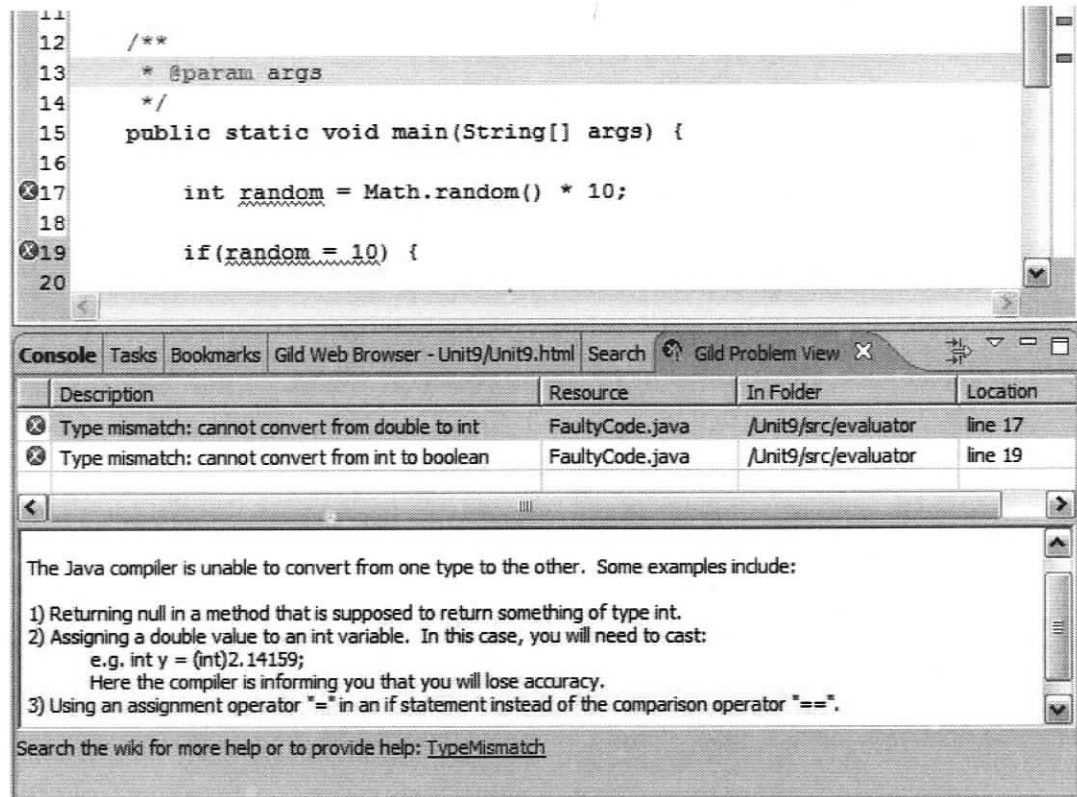 11
12 /**
13 * @param args
14 */
15 public static void main(String[] args) {
16
17 int random = Math.random() * 10;
18
19 if(random = 10) {
20
Console Tasks Bookmarks Gild Web Browser - Unit9/Unit9.html Search Gild Problem View
Description Resource In Folder Location
Type mismatch: cannot convert from double to int FaultyCode.java /Unit9/src/evaluator line 17
Type mismatch: cannot convert from int to boolean FaultyCode.java /Unit9/src/evaluator line 19
The Java compiler is unable to convert from one type to the other. Some examples include:
1) Returning null in a method that is supposed to return something of type int.
2) Assigning a double value to an int variable. In this case, you will need to cast:
e.g. int y = (int)2.14159;
Here the compiler is informing you that you will lose accuracy.
3) Using an assignment operator "=" in an if statement instead of the comparison operator "==".
Search the wiki for more help or to provide help: TypeMismatch